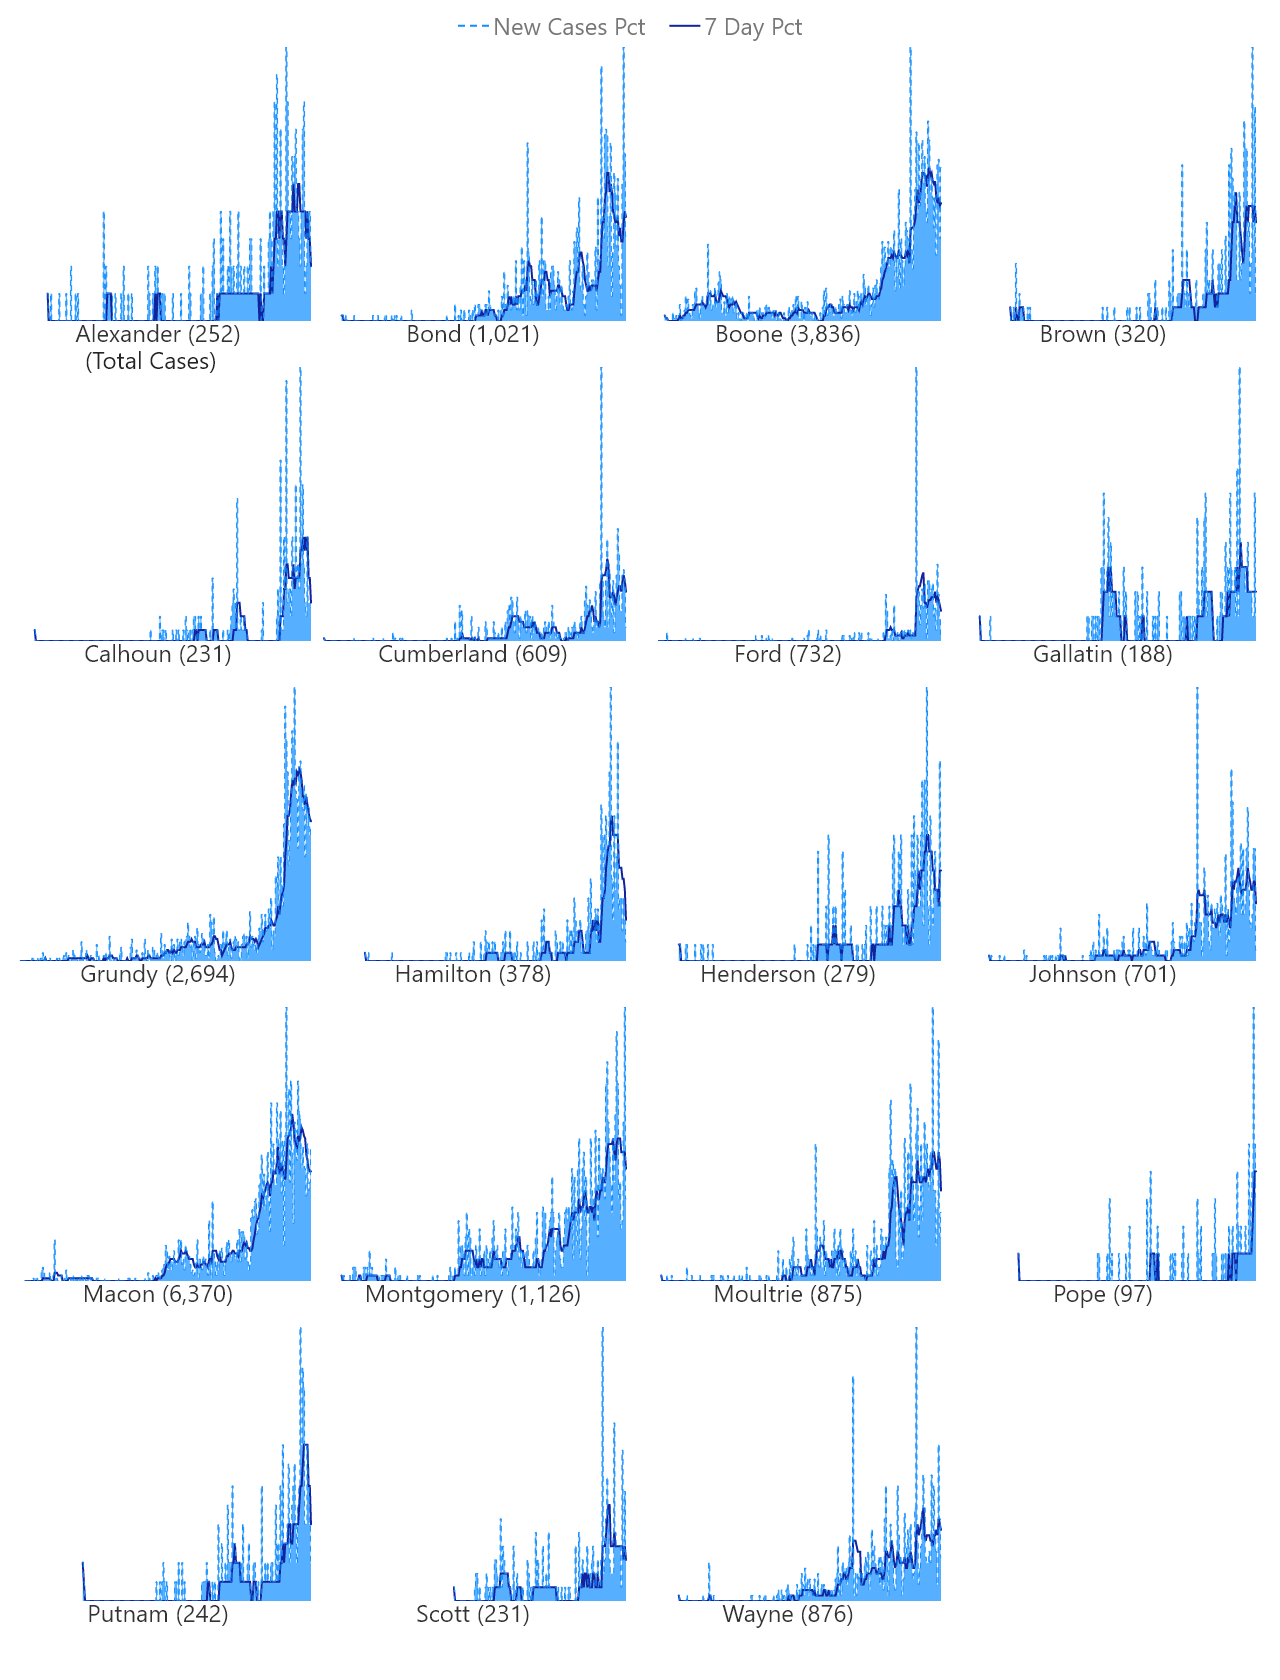 New Cases Pct 7 Day Pct
Alexander (252)
(Total Cases)
Bond (1,021)
Boone (3,836)
Brown (320)
Calhoun (231)
Cumberland (609)
Ford (732)
Gallatin (188)
Grundy (2,694)
Hamilton (378)
Henderson (279)
Johnson (701)
Macon (6,370)
Montgomery (1,126)
Moultrie (875)
Pope (97)
Putnam (242)
Scott (231)
Wayne (876)